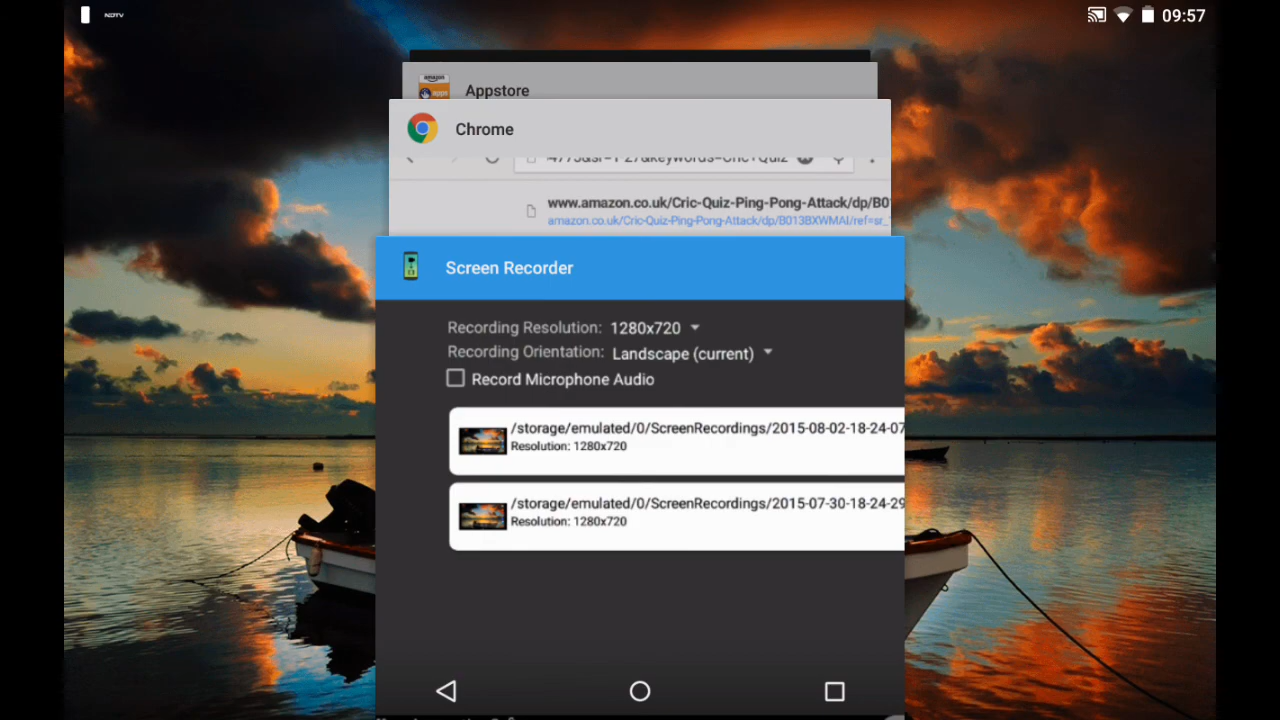 NDTV
09:57
amazon
apps
Appstore
Chrome
www.amazon.co.uk/Cric-Quiz-Ping-Pong-Attack/dp/B0
amazon.co.uk/Cric-Quiz-Ping-Pong-Attack/dp/B013BXWMAI/ref=sr_
Screen Recorder
Recording Resolution: 1280x720
Recording Orientation: Landscape (current)
Record Microphone Audio
/storage/emulated/0/ScreenRecordings/2015-08-02-18-24-07
Resolution: 1280x720
/storage/emulated/0/ScreenRecordings/2015-07-30-18-24-29
Resolution: 1280x720